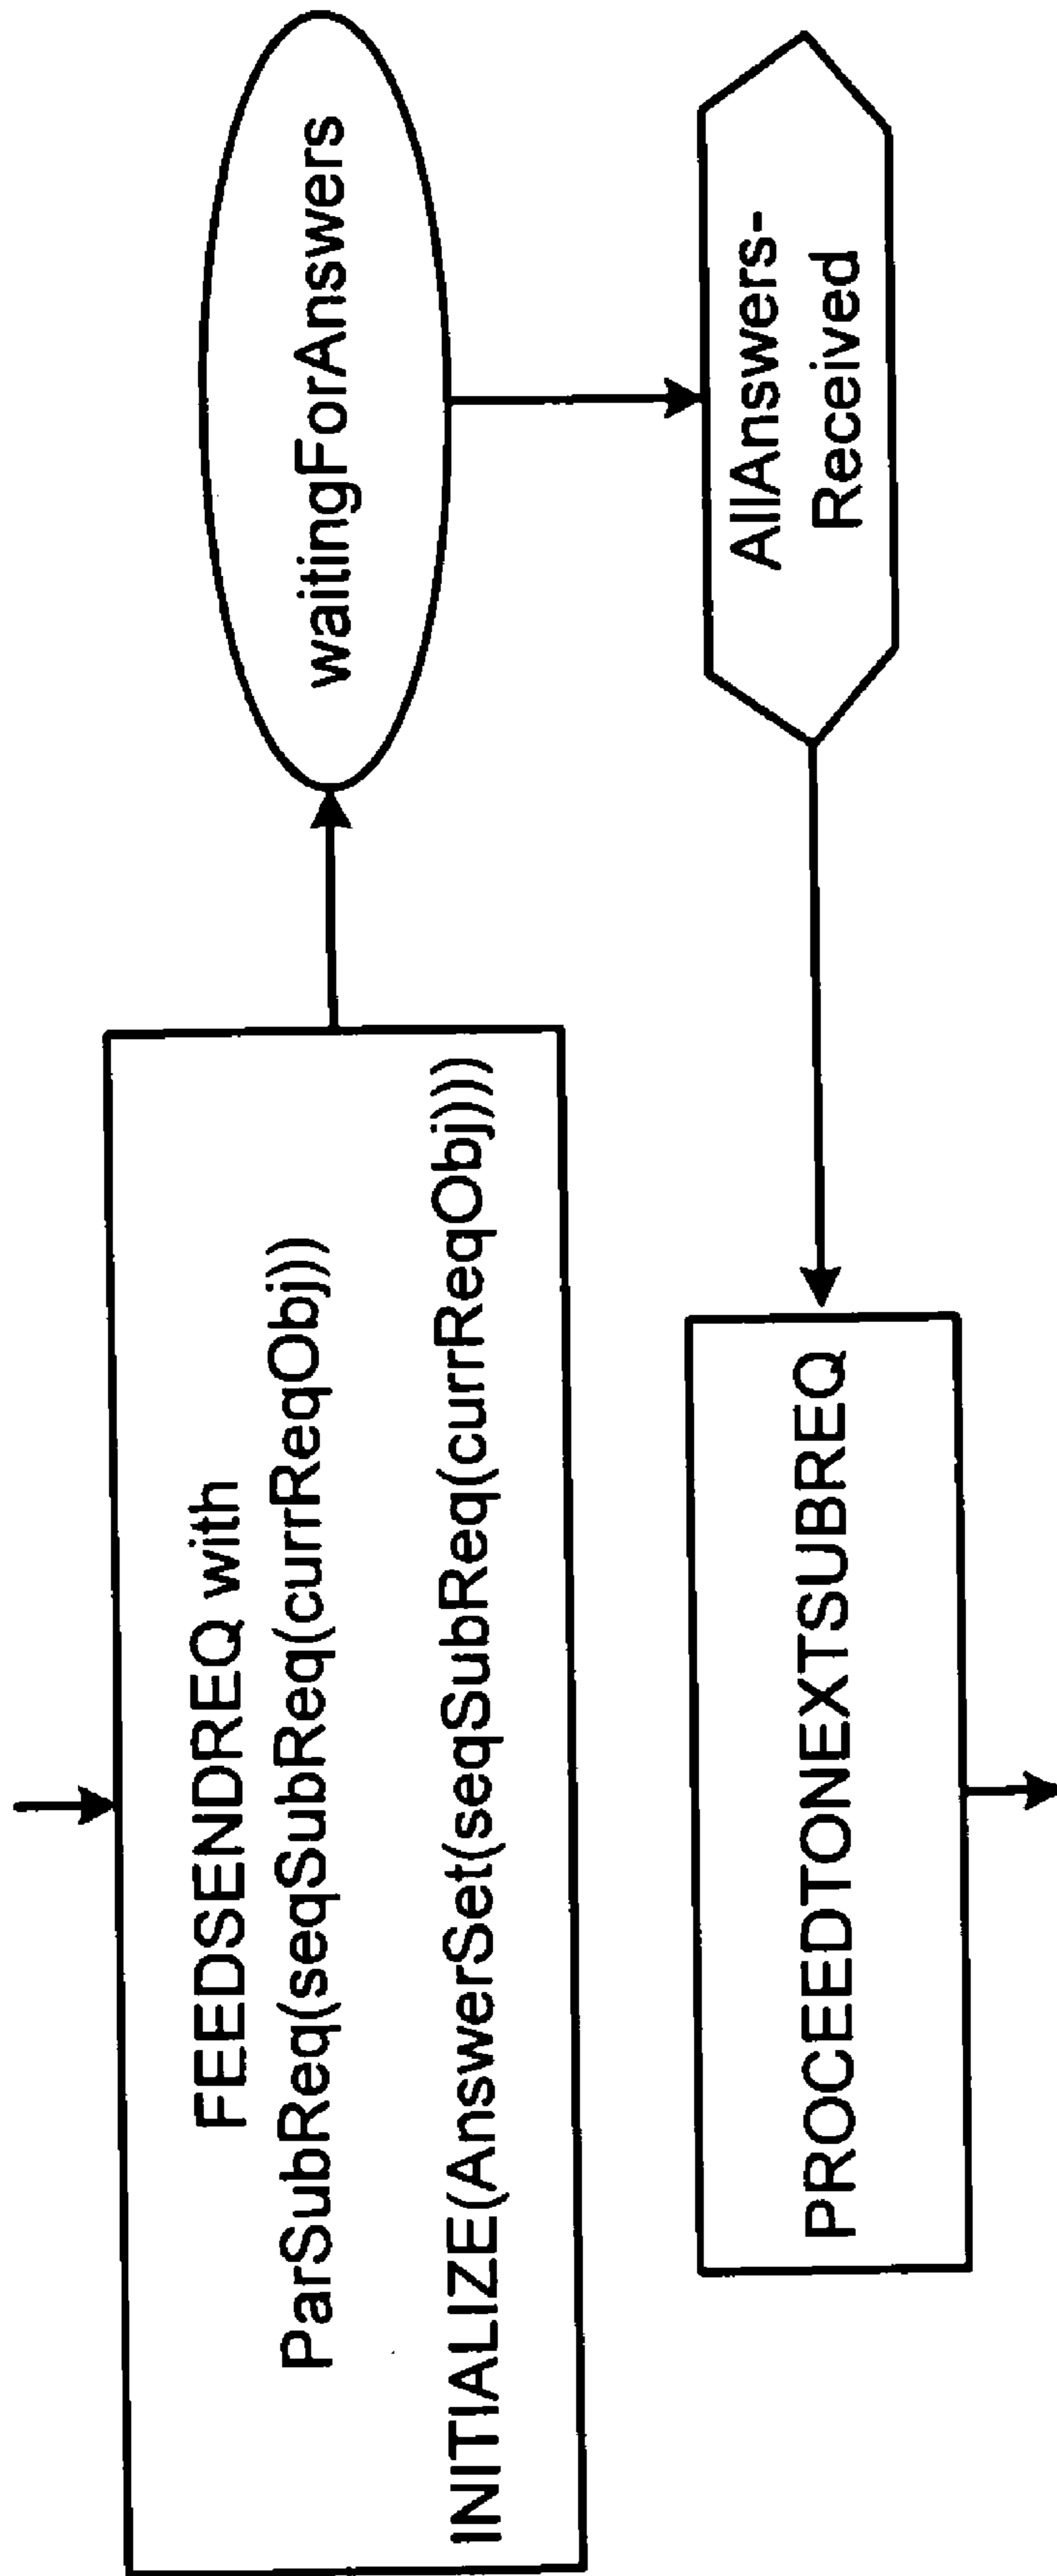 FEEDSENDREQ with
ParSubReq(seqSubReq(currReqObj))
INITIALIZE(AnswerSet(seqSubReq(currReqObj))))
waitingForAnswers
AllAnswers-
Received
PROCEEDTONEXTSUBREQ